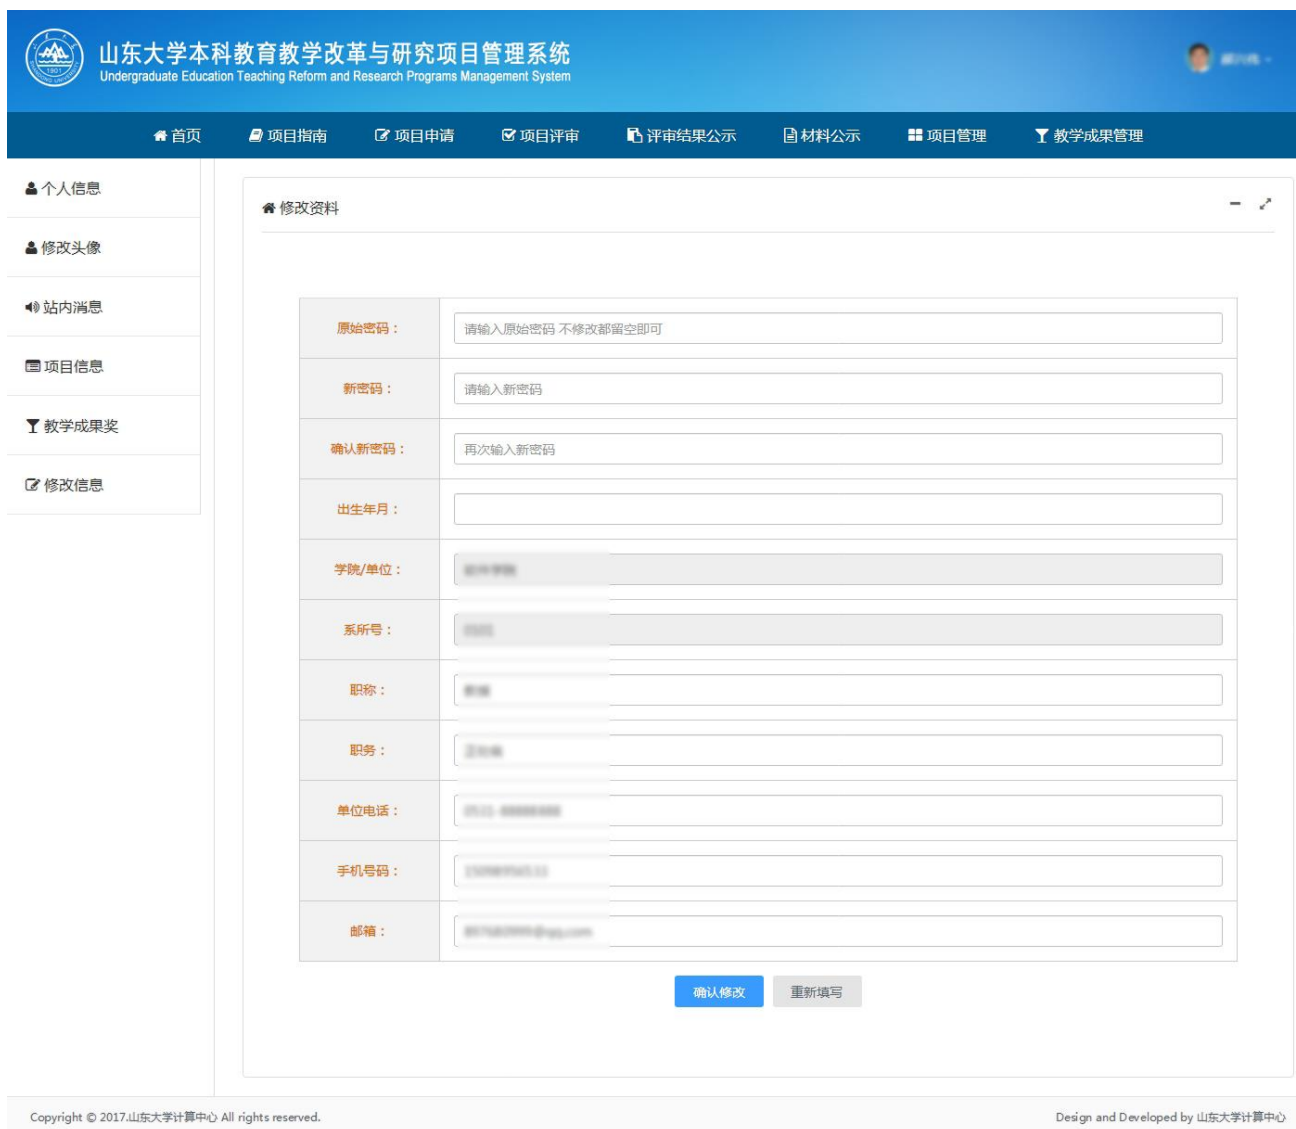 山东大学本科教育教学改革与研究项目管理系统
Undergraduate Education Teaching Reform and Research Programs Management System
首页 项目指南 项目申请 项目评审 评审结果公示 材料公示 项目管理 教学成果管理
个人信息
修改头像
站内消息
项目信息
教学成果奖
修改信息
修改资料
原始密码： 请输入原始密码 不修改都留空即可
新密码： 请输入新密码
确认新密码： 再次输入新密码
出生年月：
学院/单位：
系所号：
职称：
职务：
单位电话：
手机号码：
邮箱：
确认修改 重新填写
Copyright © 2017.山东大学计算中心 All rights reserved. Design and Developed by 山东大学计算中心